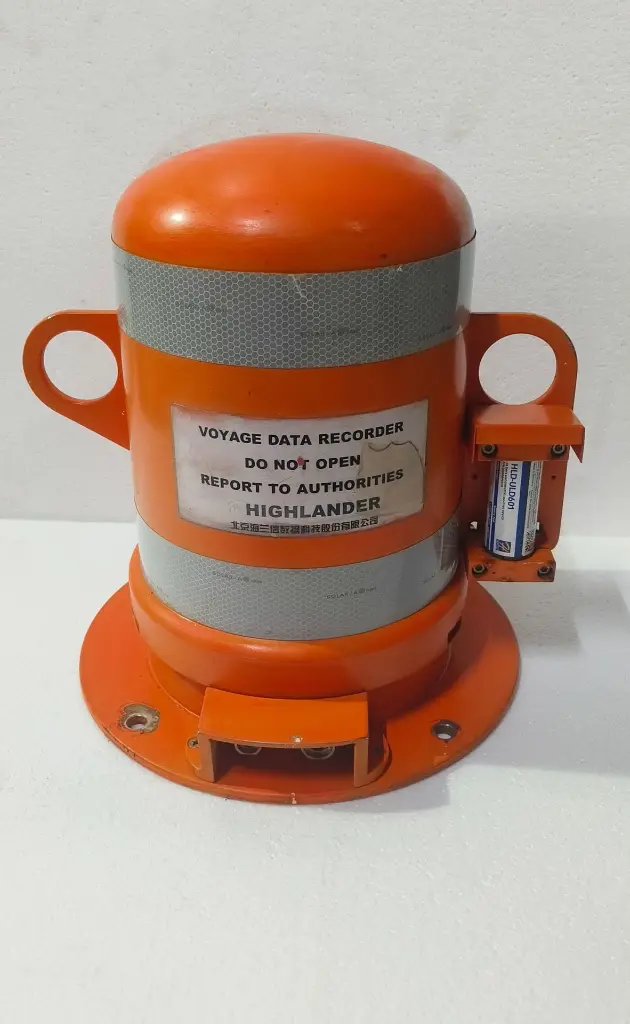 VOYAGE DATA RECORDER
DO NOT OPEN
REPORT TO AUTHORITIES
HIGHLANDER
北京海兰信数据科技股份有限公司
HLD-ULD601